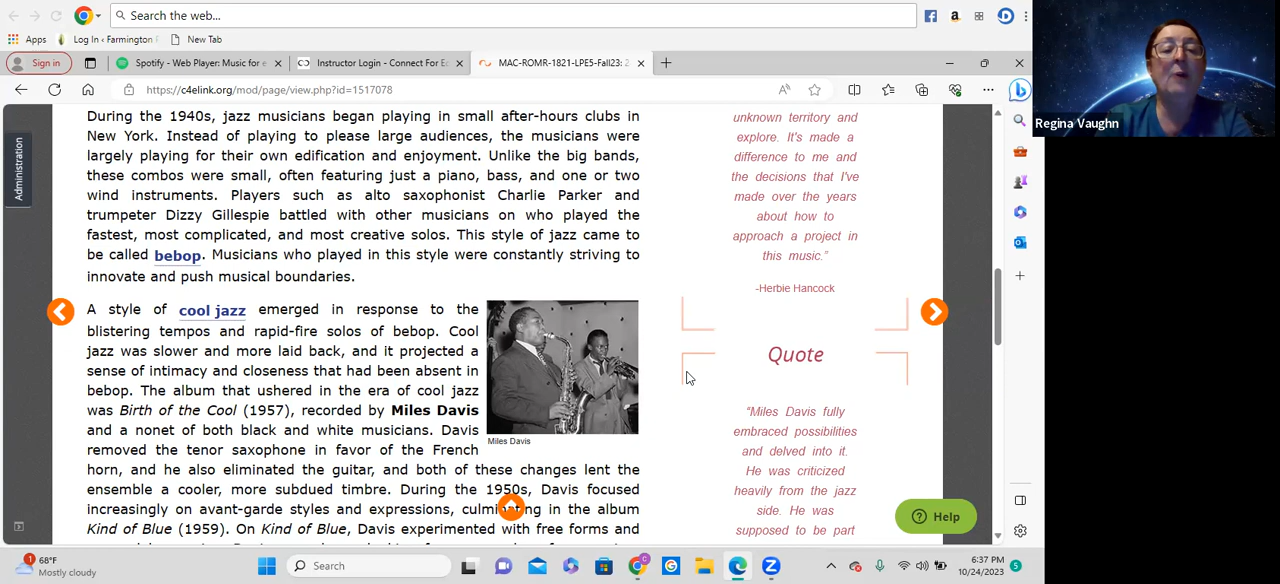 Search the web...
Apps
Log In ‹ Farmington
New Tab
Sign in
Spotify - Web Player: Music for e
Instructor Login - Connect For E
MAC-ROMR-1821-LPE5-Fall23: 2
https://c4elink.org/mod/page/view.php?id=1517078
Regina Vaughn
Administration
During the 1940s, jazz musicians began playing in small after-hours clubs in
New York. Instead of playing to please large audiences, the musicians were
largely playing for their own edification and enjoyment. Unlike the big bands,
these combos were small, often featuring just a piano, bass, and one or two
wind instruments. Players such as alto saxophonist Charlie Parker and
trumpeter Dizzy Gillespie battled with other musicians on who played the
fastest, most complicated, and most creative solos. This style of jazz came to
be called bebop. Musicians who played in this style were constantly striving to
innovate and push musical boundaries.
A style of cool jazz emerged in response to the
blistering tempos and rapid-fire solos of bebop. Cool
jazz was slower and more laid back, and it projected a
sense of intimacy and closeness that had been absent in
bebop. The album that ushered in the era of cool jazz
was Birth of the Cool (1957), recorded by Miles Davis
and a nonet of both black and white musicians. Davis
removed the tenor saxophone in favor of the French
horn, and he also eliminated the guitar, and both of these changes lent the
ensemble a cooler, more subdued timbre. During the 1950s, Davis focused
increasingly on avant-garde styles and expressions, culminating in the album
Kind of Blue (1959). On Kind of Blue, Davis experimented with free forms and
Miles Davis
unknown territory and
explore. It's made a
difference to me and
the decisions that I've
made over the years
about how to
approach a project in
this music.”
-Herbie Hancock
Quote
“Miles Davis fully
embraced possibilities
and delved into it.
He was criticized
heavily from the jazz
side. He was
supposed to be part
Help
1
68°F
Mostly cloudy
Search
6:37 PM
10/24/2023
5